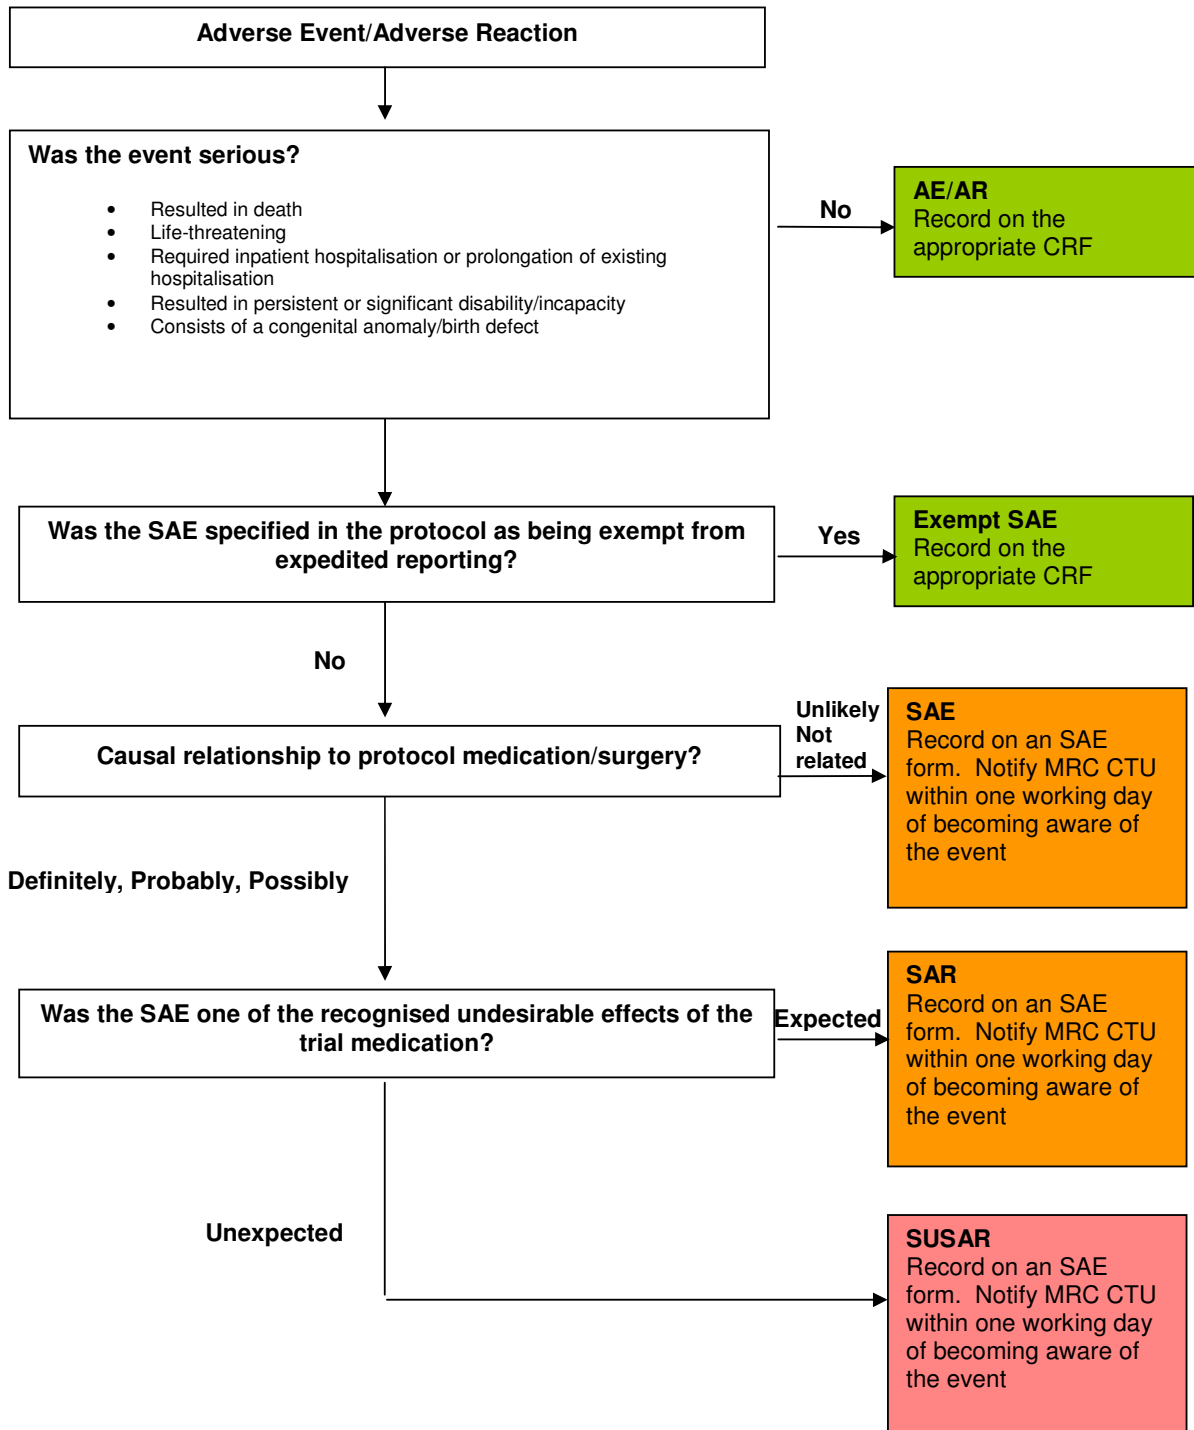 Adverse Event/Adverse Reaction
Was the event serious?
• Resulted in death
• Life-threatening
• Required inpatient hospitalisation or prolongation of existing
hospitalisation
• Resulted in persistent or significant disability/incapacity
• Consists of a congenital anomaly/birth defect
No
AE/AR
Record on the
appropriate CRF
Was the SAE specified in the protocol as being exempt from
expedited reporting?
Yes
Exempt SAE
Record on the
appropriate CRF
No
Causal relationship to protocol medication/surgery?
Unlikely
Not
related
SAE
Record on an SAE
form.  Notify MRC CTU
within one working day
of becoming aware of
the event
Definitely, Probably, Possibly
Was the SAE one of the recognised undesirable effects of the
trial medication?
Expected
SAR
Record on an SAE
form.  Notify MRC CTU
within one working day
of becoming aware of
the event
Unexpected
SUSAR
Record on an SAE
form.  Notify MRC CTU
within one working day
of becoming aware of
the event